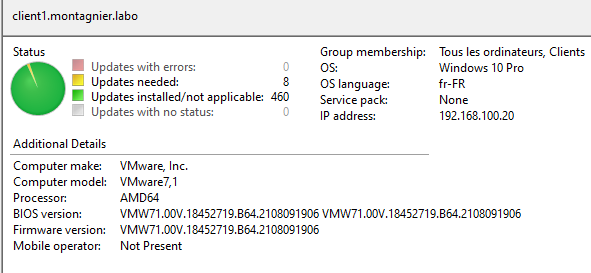 client1.montagnier.labo
Status
Updates with errors: 0
Updates needed: 8
Updates installed/not applicable: 460
Updates with no status: 0
Group membership: Tous les ordinateurs, Clients
OS: Windows 10 Pro
OS language: fr-FR
Service pack: None
IP address: 192.168.100.20
Additional Details
Computer make: VMware, Inc.
Computer model: VMware7,1
Processor: AMD64
BIOS version: VMW71.00V.18452719.B64.2108091906 VMW71.00V.18452719.B64.2108091906
Firmware version: VMW71.00V.18452719.B64.2108091906
Mobile operator: Not Present